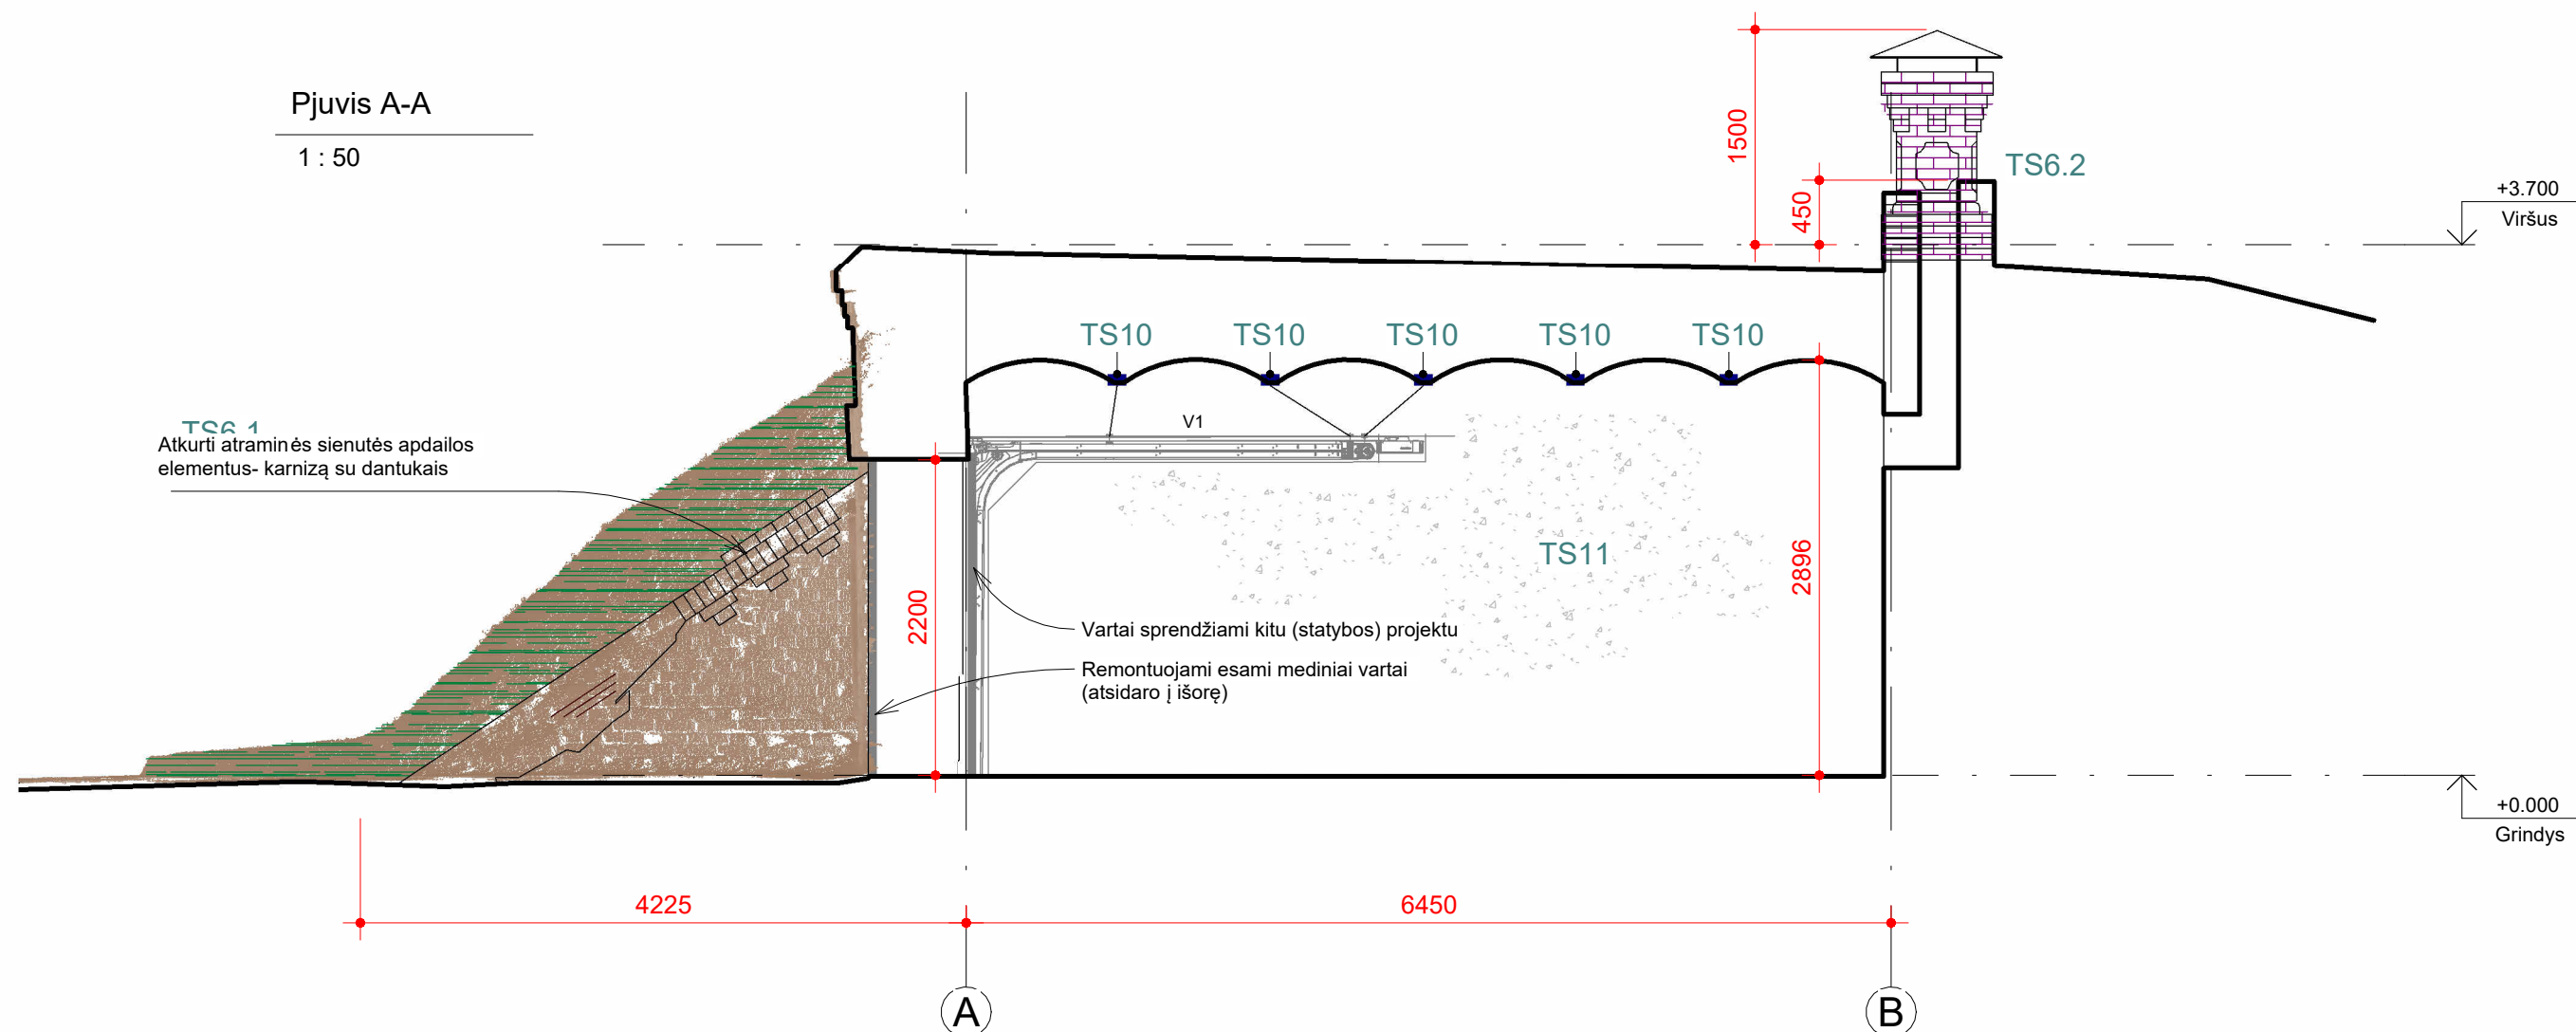 Pjuvis A-A
1 : 50
1500
450
TS6.2
+3.700
Viršus
TS10 TS10 TS10 TS10 TS10
V1
TS6.1
Atkurti atraminės sienutės apdailos
elementus- karnizą su dantukais
TS11
2896
2200
Vartai sprendžiami kitu (statybos) projektu
Remontuojami esami mediniai vartai
(atsidaro į išorę)
+0.000
Grindys
4225
6450
A
B